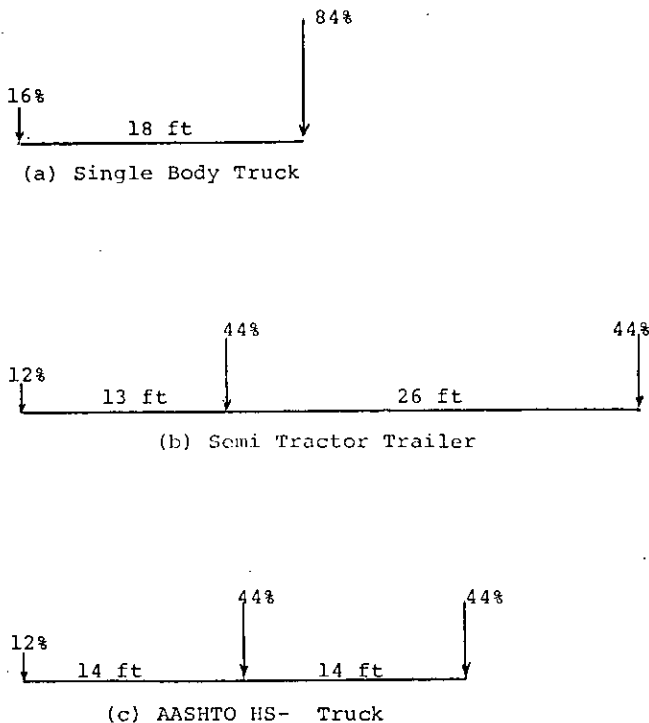 84%
16%
18 ft
(a) Single Body Truck
44% 44%
12%
13 ft 26 ft
(b) Semi Tractor Trailer
44% 44%
12%
14 ft 14 ft
(c) AASHTO HS- Truck